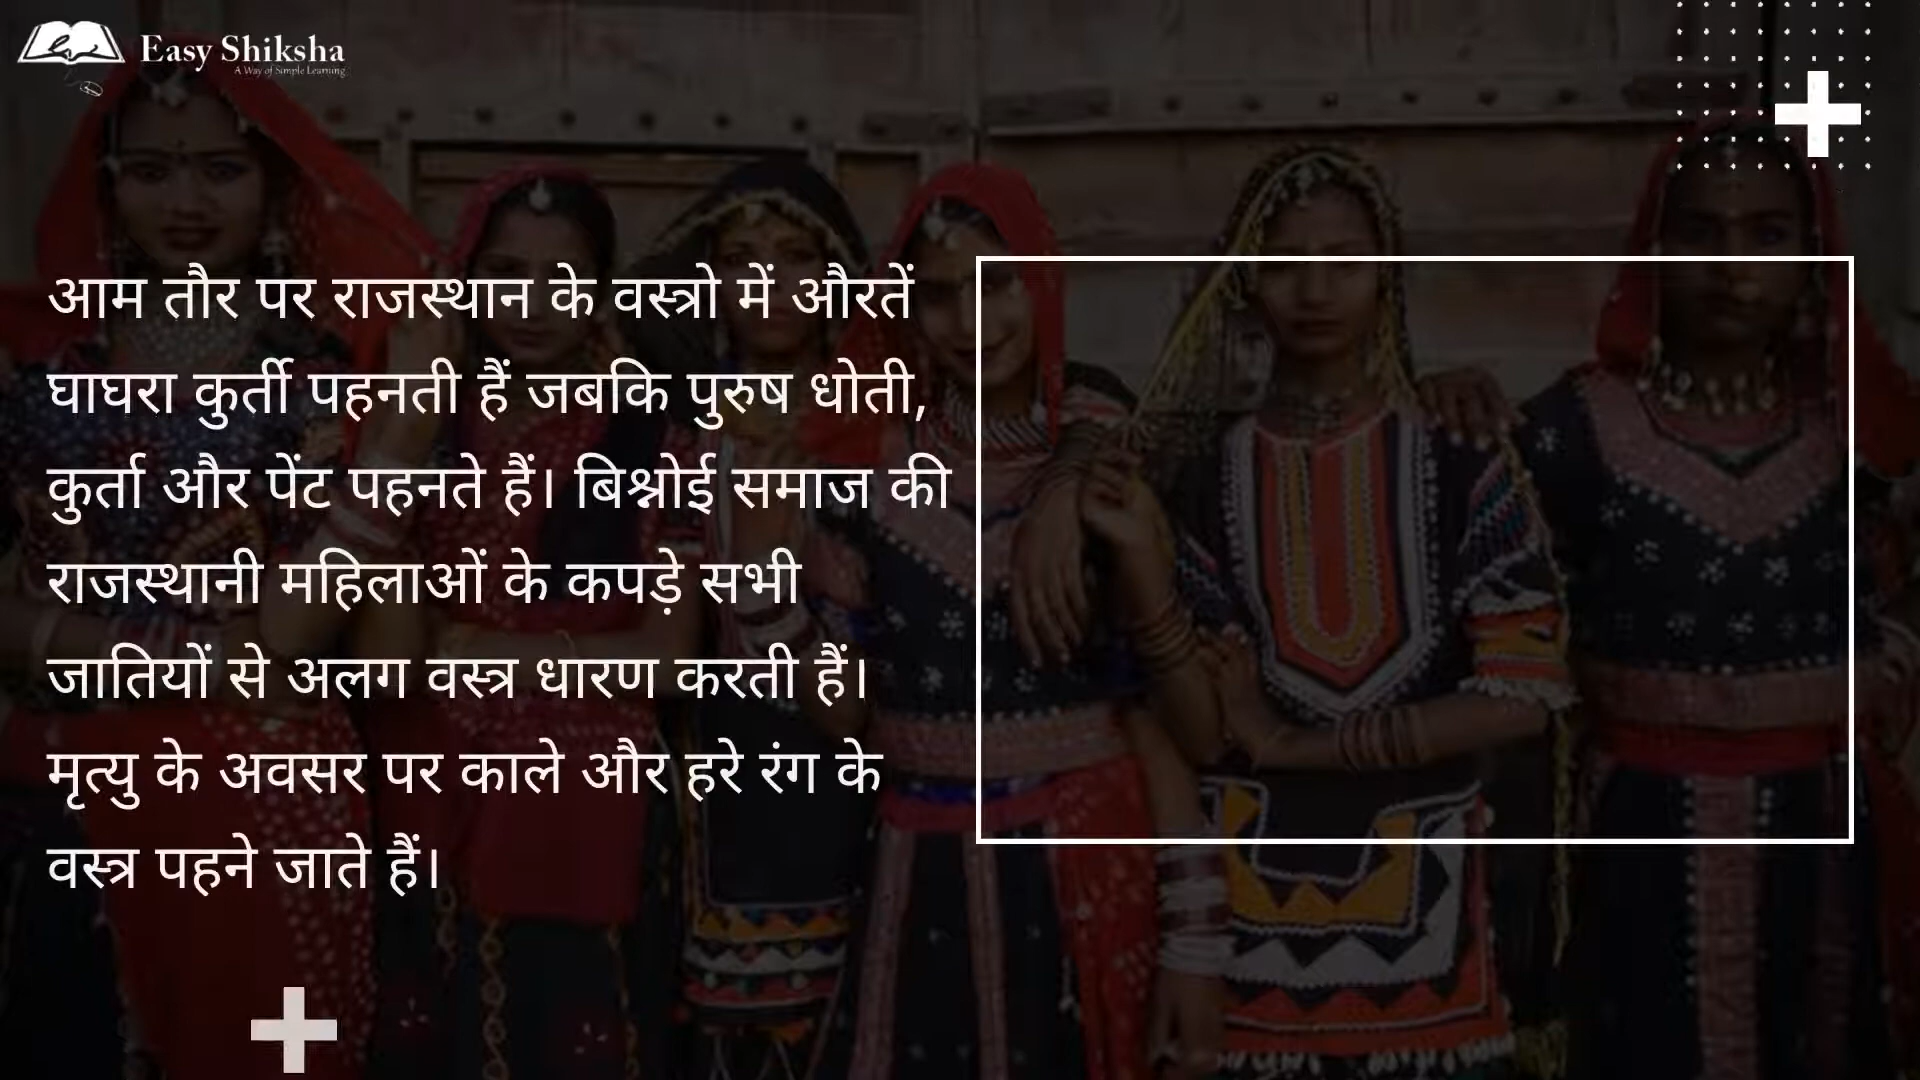 Easy Shiksha
A Way of Simple Learning
आम तौर पर राजस्थान के वस्त्रो में औरतें
घाघरा कुर्ती पहनती हैं जबकि पुरुष धोती,
कुर्ता और पेंट पहनते हैं। बिश्नोई समाज की
राजस्थानी महिलाओं के कपड़े सभी
जातियों से अलग वस्त्र धारण करती हैं।
मृत्यु के अवसर पर काले और हरे रंग के
वस्त्र पहने जाते हैं।